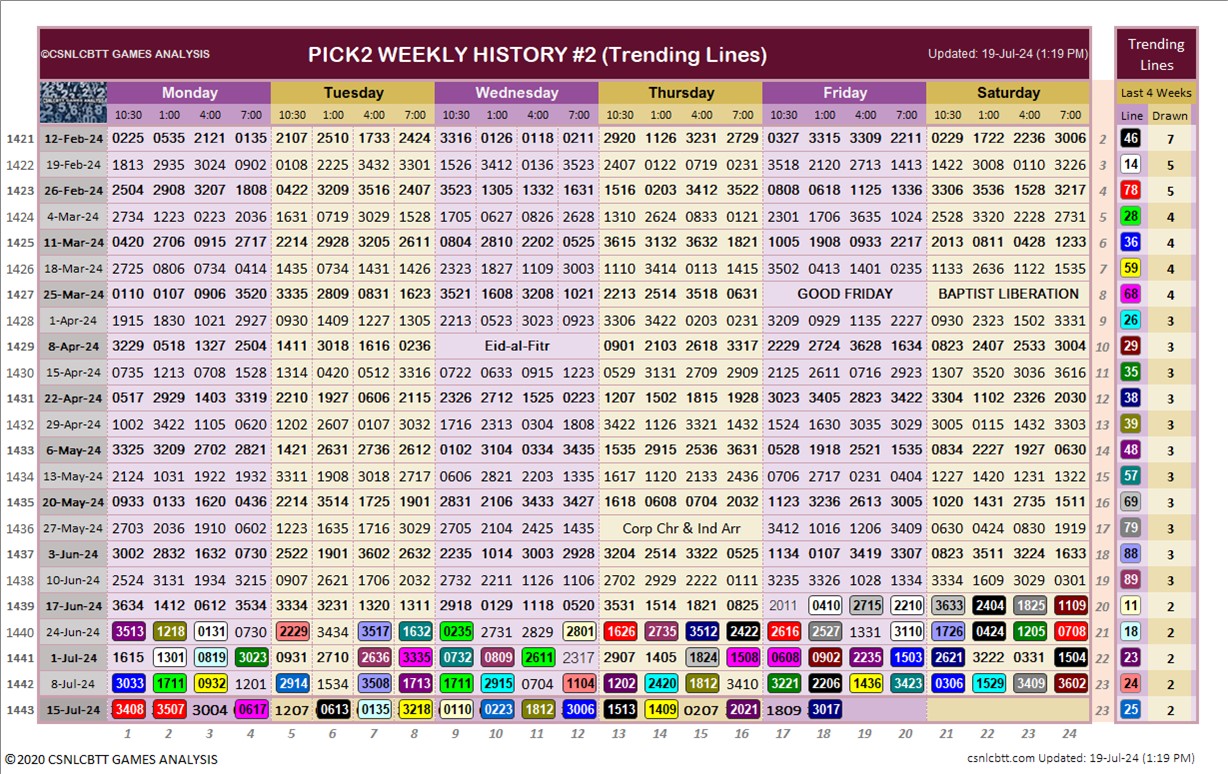 ©CSNLCBTT GAMES ANALYSIS PICK2 WEEKLY HISTORY #2 (Trending Lines) Updated: 19-Jul-24 (1:19 PM) Trending Lines
Monday Tuesday Wednesday Thursday Friday Saturday Last 4 Weeks
10:30 1:00 4:00 7:00 10:30 1:00 4:00 7:00 10:30 1:00 4:00 7:00 10:30 1:00 4:00 7:00 10:30 1:00 4:00 7:00 10:30 1:00 4:00 7:00 Line Drawn
1421 12-Feb-24 0225 0535 2121 0135 2107 2510 1733 2424 3316 0126 0118 0211 2920 1126 3231 2729 0327 3315 3309 2211 0229 1722 2236 3006 2 46 7
1422 19-Feb-24 1813 2935 3024 0902 0108 2225 3432 3301 1526 3412 0136 3523 2407 0122 0719 0231 3518 2120 2713 1413 1422 3008 0110 3226 3 14 5
1423 26-Feb-24 2504 2908 3207 1808 0422 3209 3516 2407 3523 1305 1332 1631 1516 0203 3412 3522 0808 0618 1125 1336 3306 3536 1528 3217 4 78 5
1424 4-Mar-24 2734 1223 0223 2036 1631 0719 3029 1528 1705 0627 0826 2628 1310 2624 0833 0121 2301 1706 3635 1024 2528 3320 2228 2731 5 28 4
1425 11-Mar-24 0420 2706 0915 2717 2214 2928 3205 2611 0804 2810 2202 0525 3615 3132 3632 1821 1005 1908 0933 2217 2013 0811 0428 1233 6 36 4
1426 18-Mar-24 2725 0806 0734 0414 1435 0734 1431 1426 2323 1827 1109 3003 1110 3414 0113 1415 3502 0413 1401 0235 1133 2636 1122 1535 7 59 4
1427 25-Mar-24 0110 0107 0906 3520 3335 2809 0831 1623 3521 1608 3208 1021 2213 2514 3518 0631 GOOD FRIDAY BAPTIST LIBERATION 8 68 4
1428 1-Apr-24 1915 1830 1021 2927 0930 1409 1227 1303 2213 0523 3023 0923 3306 3422 0203 0231 3209 0929 1135 2227 0930 2323 1502 3331 9 26 3
1429 8-Apr-24 3229 0518 1327 2504 1411 3018 1616 0236 Eid-al-Fitr 0901 2103 2618 3317 2229 2724 3628 1634 0823 2407 2533 3004 10 29 3
1430 15-Apr-24 0735 1213 0708 1528 1314 0420 0512 3316 0722 0633 0915 1223 0529 3131 2709 2909 2125 2611 0716 2923 1307 3520 3036 3616 11 35 3
1431 22-Apr-24 0517 2929 1403 3319 2210 1927 0606 2115 2326 2712 1525 0223 1207 1502 1815 1928 3023 3405 2823 3422 3304 1102 2326 2030 12 38 3
1432 29-Apr-24 1002 3422 1105 0620 1202 2607 0107 3032 1716 2313 0304 1808 3422 1126 3321 1432 1524 1630 3035 3029 3005 0115 1432 3303 13 39 3
1433 6-May-24 3325 3209 2702 2821 1421 2631 2736 2612 0102 3104 0334 3435 1535 2915 2536 3631 0528 1918 2521 1535 0834 2227 1927 0630 14 48 3
1434 13-May-24 2124 1031 1922 1932 3311 1908 3018 2711 0606 2821 2203 1335 1617 1120 2133 2436 0706 2717 0231 0404 1227 1420 1231 1322 15 57 3
1435 20-May-24 0933 0133 1620 0436 2214 3514 1725 1901 2831 2106 3433 3427 1618 0608 0704 2032 1123 3236 2613 3005 1020 1431 2735 1511 16 69 3
1436 27-May-24 2703 2036 1910 0602 1223 1635 1716 3029 2705 2104 2425 1435 Corp Chr & Ind Arr 3412 1016 1206 3409 0630 0424 0830 1919 17 79 3
1437 3-Jun-24 3002 2832 1632 0730 2522 1901 3602 2632 2235 1014 3003 2928 3204 2514 3322 0525 1134 0107 3419 3307 0823 3511 3224 1633 18 88 3
1438 10-Jun-24 2524 3131 1934 3215 0907 2621 1706 2032 2732 2211 1126 1106 2702 2929 2222 0111 3235 3326 1028 1334 3334 1609 3029 0301 19 89 3
1439 17-Jun-24 3634 1412 0612 3534 3334 3231 1320 1311 2918 0129 1118 0520 3531 1514 1821 0825 2011 0410 2715 2210 3633 2404 1825 1109 20 11 2
1440 24-Jun-24 3513 1218 0131 0730 2229 3434 3517 1632 0235 2731 2829 2801 1626 2735 3512 2422 2616 2527 1331 3110 1726 0424 1205 0708 21 18 2
1441 1-Jul-24 1615 1301 0819 3023 0931 2710 2636 3335 0732 0809 2611 2317 2907 1405 1824 1508 0608 0902 2235 1503 2621 3222 0331 1504 22 23 2
1442 8-Jul-24 3033 1711 0932 1201 2914 1534 3508 1713 1711 2915 0704 1104 1202 2420 1812 3410 3221 2206 1436 3423 0306 1529 3409 3602 23 24 2
1443 15-Jul-24 3408 3507 3004 0617 1207 0613 0135 3218 0110 0223 1812 3006 1513 1409 0207 2021 1809 3017 23 25 2
1 2 3 4 5 6 7 8 9 10 11 12 13 14 15 16 17 18 19 20 21 22 23 24
©2020 CSNLCBTT GAMES ANALYSIS csnlcbtt.com Updated: 19-Jul-24 (1:19 PM)